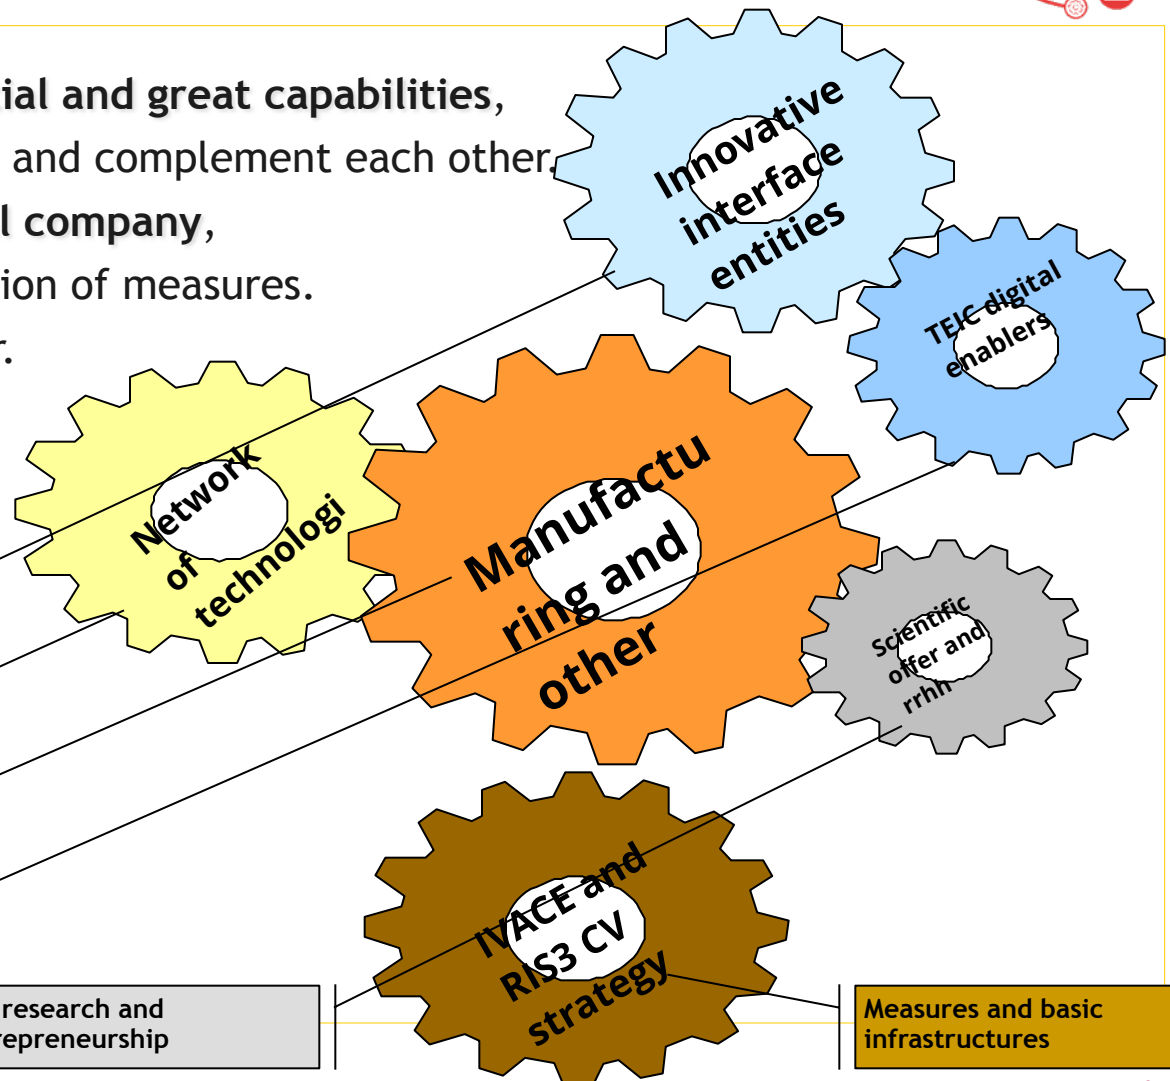 ial and great capabilities,
and complement each other.
l company,
ion of measures.
r.
Innovative
interface
entities
TEIC digital
enablers
Network
of
technologi
Manufactu
ring and
other
Scientific
offer and
rrhh
IVACE and
RIS3 CV
strategy
research and
repreneurship
Measures and basic
infrastructures